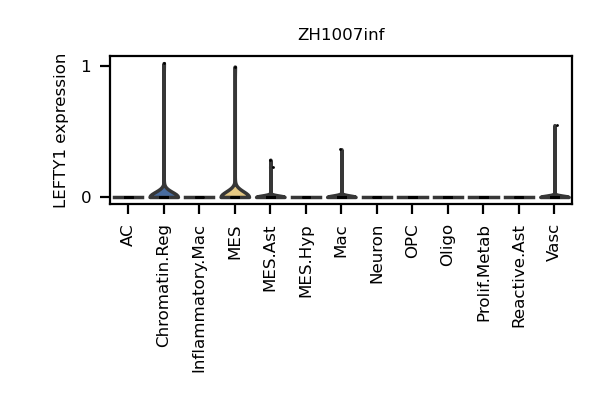 ZH1007inf
LEFTY1 expression
1
0
AC
Chromatin.Reg
Inflammatory.Mac
MES
MES.Ast
MES.Hyp
Mac
Neuron
OPC
Oligo
Prolif.Metab
Reactive.Ast
Vasc